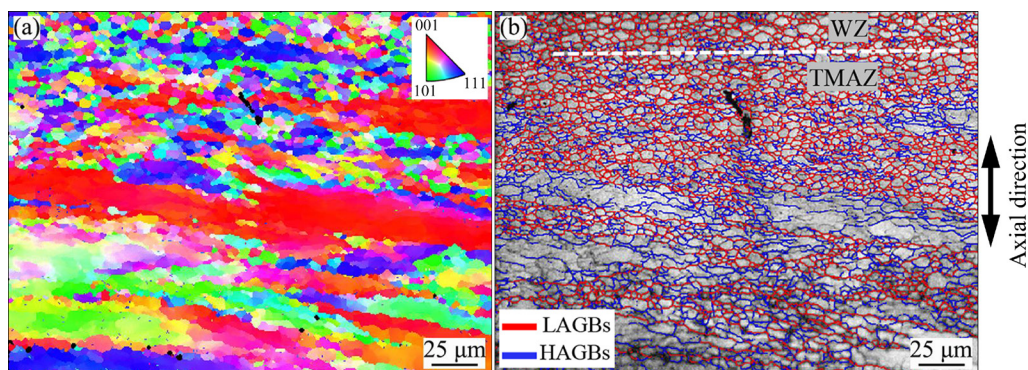 (a)
001
101
111
25 μm
(b)
WZ
TMAZ
LAGBs
HAGBs
25 μm
Axial direction